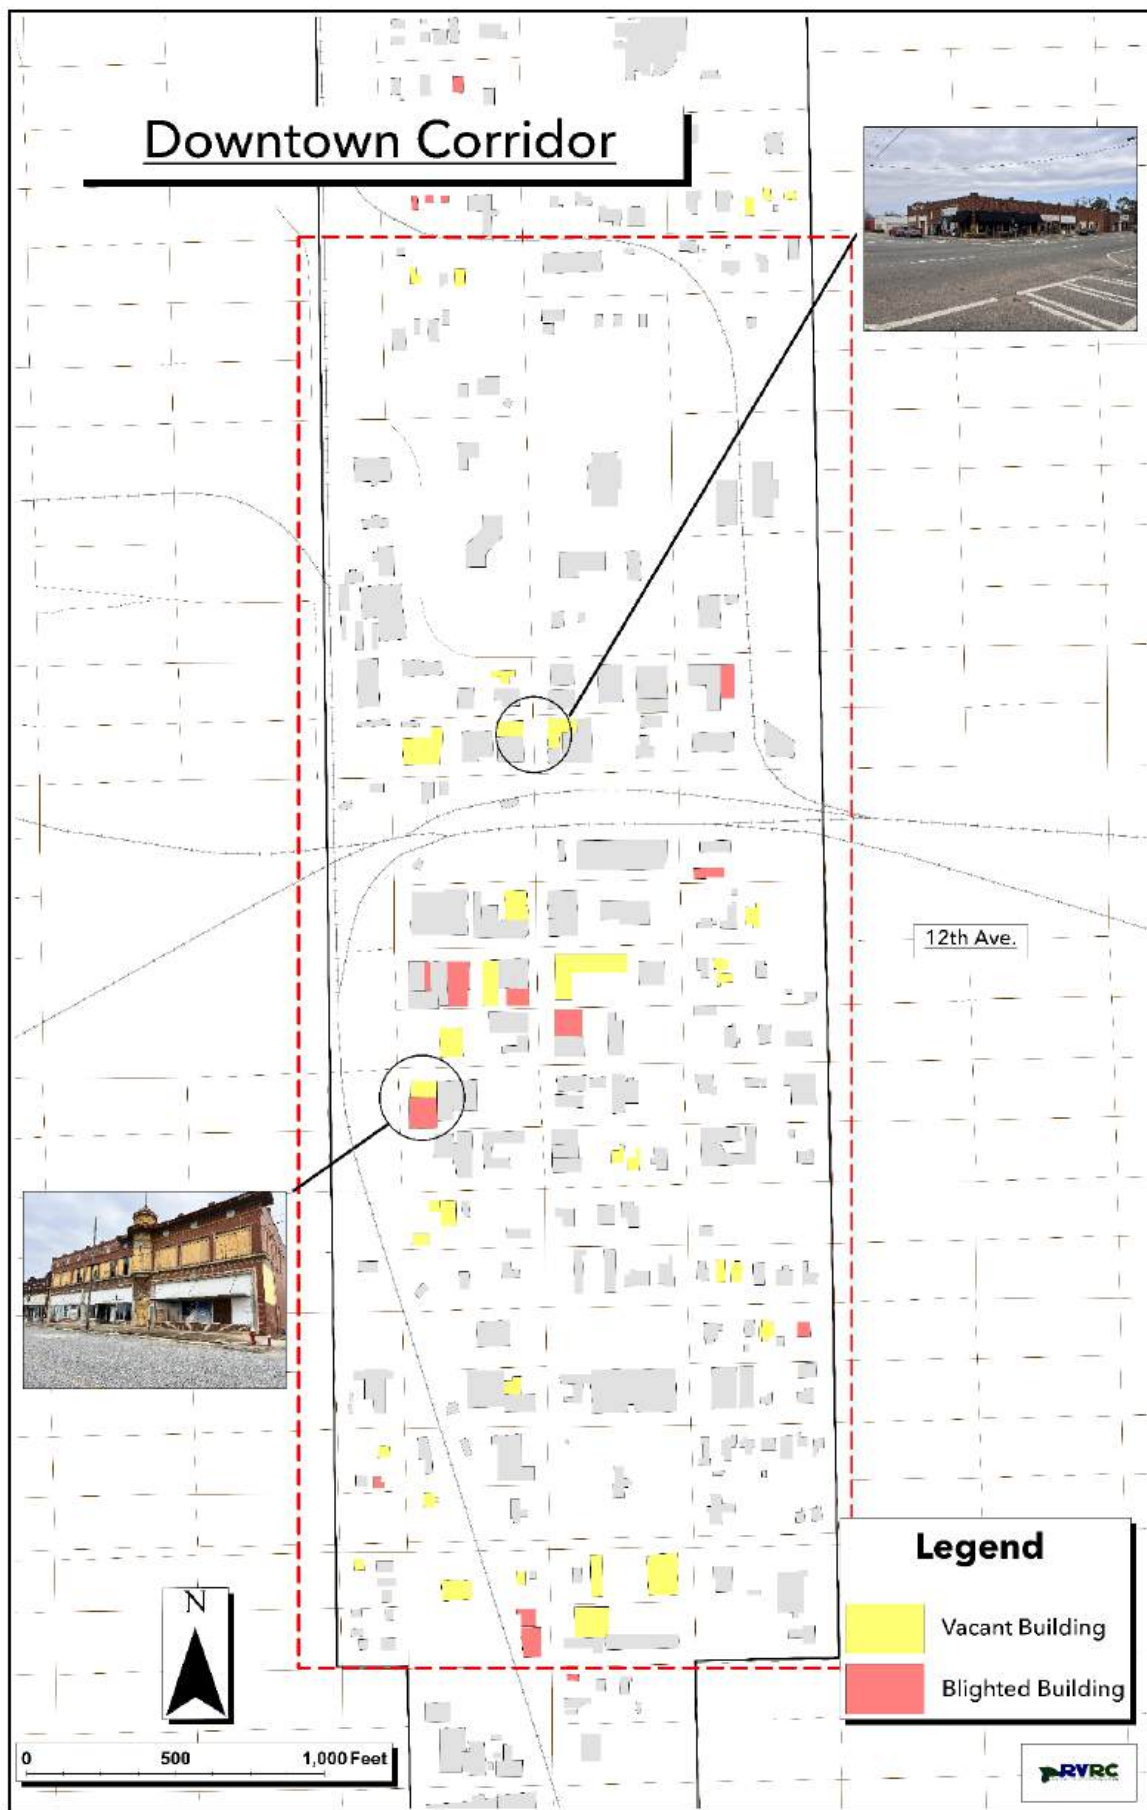 Downtown Corridor
12th Ave.
Legend
Vacant Building
Blighted Building
N
0 500 1,000 Feet
RVRC